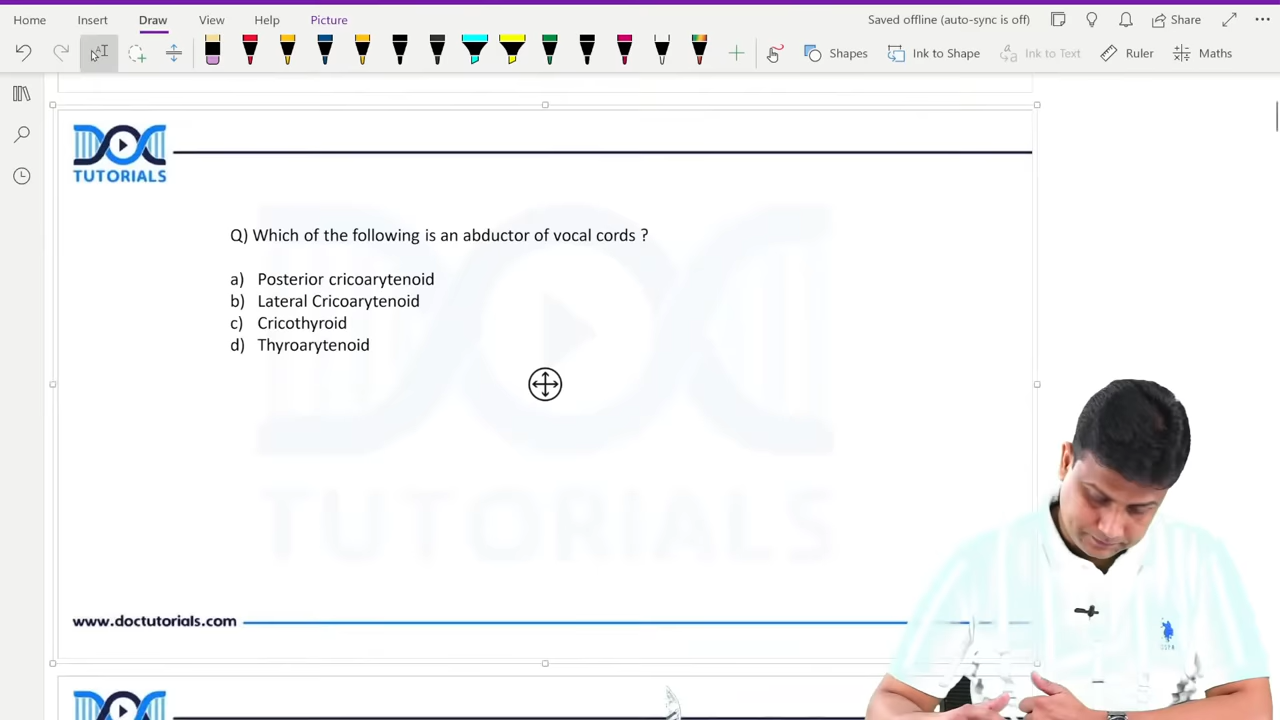 Home Insert Draw View Help Picture Saved offline (auto-sync is off) Share
Shapes Ink to Shape Ink to Text Ruler Maths
TUTORIALS
Q) Which of the following is an abductor of vocal cords ?
a) Posterior cricoarytenoid
b) Lateral Cricoarytenoid
c) Cricothyroid
d) Thyroarytenoid
TUTORIALS
www.doctutorials.com